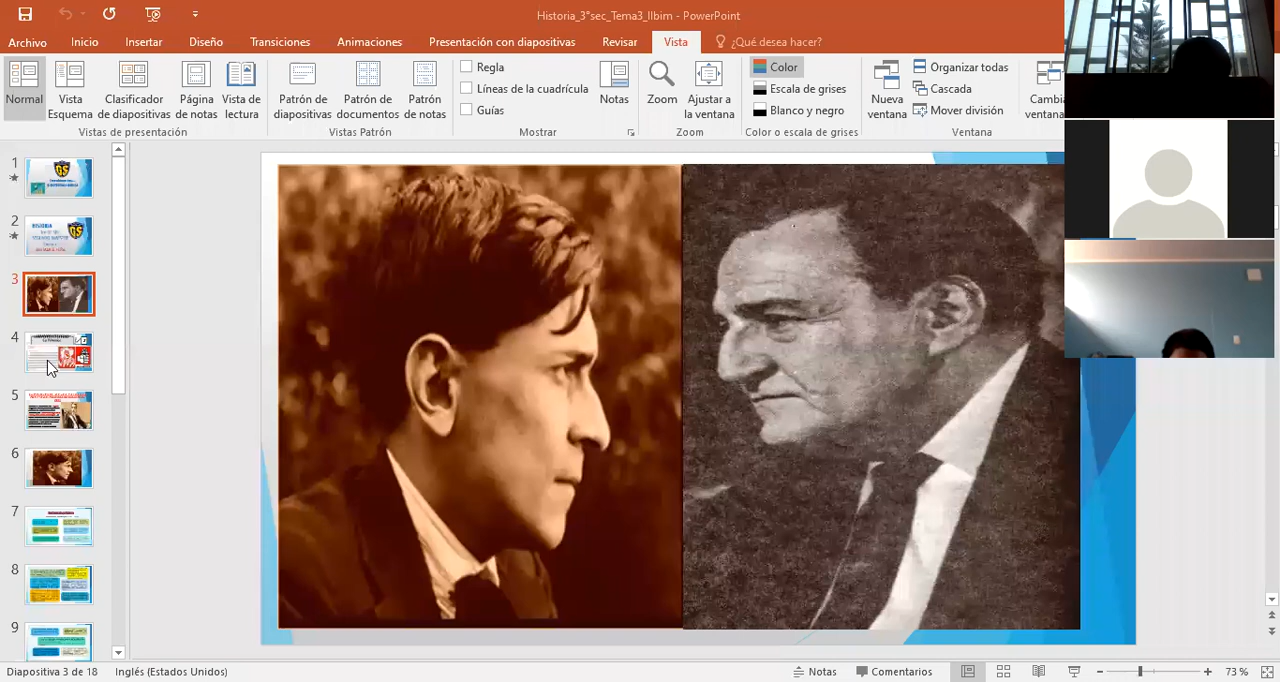 Historia_3°sec_Tema3_IIbim - PowerPoint
Archivo Inicio Insertar Diseño Transiciones Animaciones Presentación con diapositivas Revisar Vista ¿Qué desea hacer?
Normal Vista Esquema Clasificador de diapositivas Página de notas Vista de lectura
Vistas de presentación
Patrón de diapositivas Patrón de documentos Patrón de notas
Vistas Patrón
Regla
Líneas de la cuadrícula
Guías
Notas
Mostrar
Zoom Ajustar a la ventana
Zoom
Color
Escala de grises
Blanco y negro
Color o escala de grises
Nueva ventana
Organizar todas
Cascada
Mover división
Ventana
1
2
3
4
5
6
7
8
9
Diapositiva 3 de 18 Inglés (Estados Unidos) Notas Comentarios 73 %